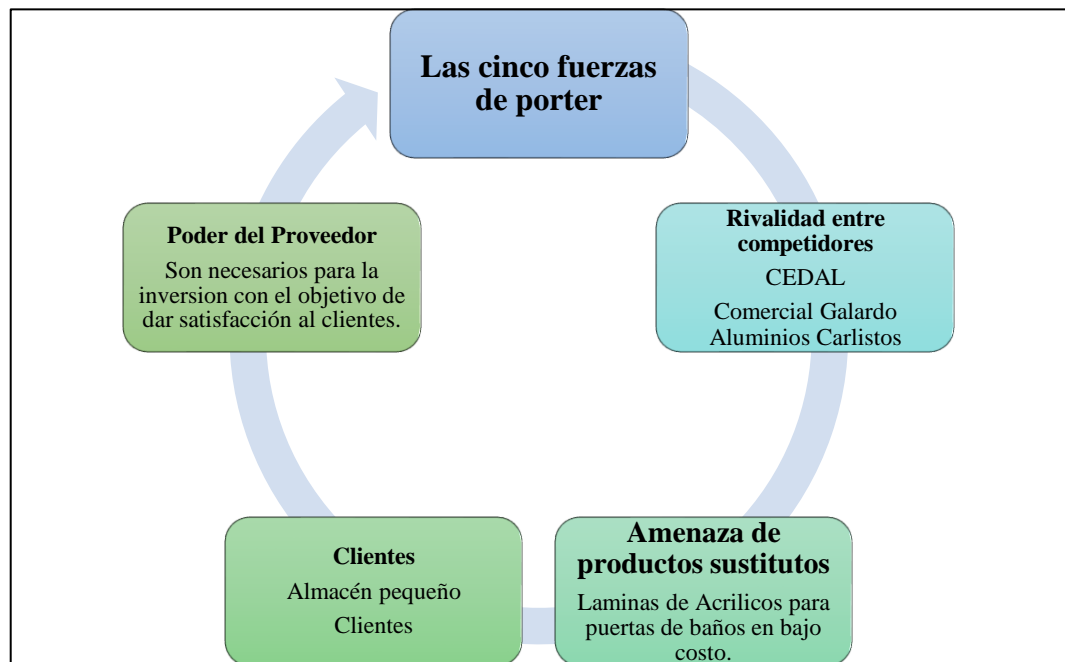 Las cinco fuerzas
de porter
Rivalidad entre
competidores
CEDAL
Comercial Galardo
Aluminios Carlistos
Amenaza de
productos sustitutos
Laminas de Acrilicos para
puertas de baños en bajo
costo.
Clientes
Almacén pequeño
Clientes
Poder del Proveedor
Son necesarios para la
inversion con el objetivo de
dar satisfacción al clientes.